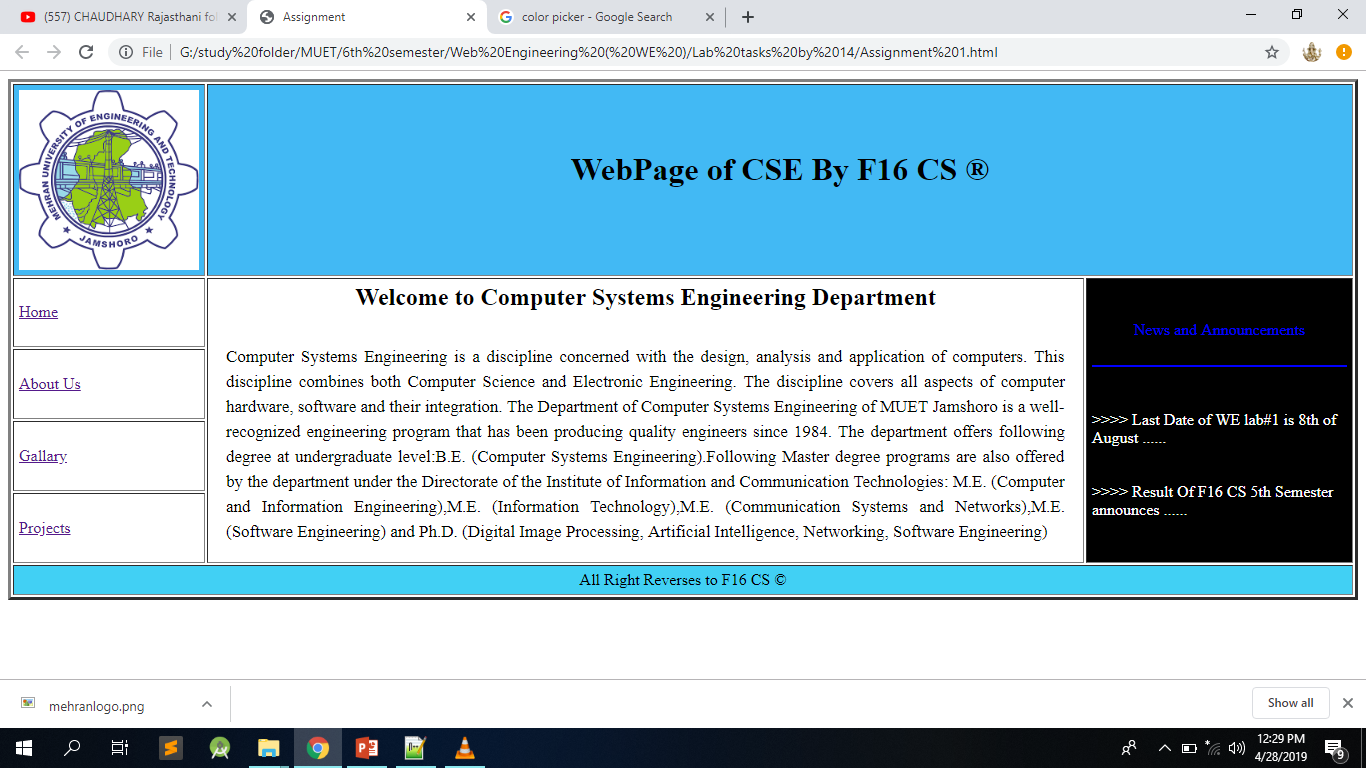 (557) CHAUDHARY Rajasthani fol
Assignment
color picker - Google Search
File
G:/study%20folder/MUET/6th%20semester/Web%20Engineering%20(%20WE%20)/Lab%20tasks%20by%2014/Assignment%201.html
MEHRAN UNIVERSITY OF ENGINEERING AND TECHNOLOGY
JAMSHORO
WebPage of CSE By F16 CS ®
Home
About Us
Gallary
Projects
Welcome to Computer Systems Engineering Department
Computer Systems Engineering is a discipline concerned with the design, analysis and application of computers. This
discipline combines both Computer Science and Electronic Engineering. The discipline covers all aspects of computer
hardware, software and their integration. The Department of Computer Systems Engineering of MUET Jamshoro is a well-
recognized engineering program that has been producing quality engineers since 1984. The department offers following
degree at undergraduate level:B.E. (Computer Systems Engineering).Following Master degree programs are also offered
by the department under the Directorate of the Institute of Information and Communication Technologies: M.E. (Computer
and Information Engineering),M.E. (Information Technology),M.E. (Communication Systems and Networks),M.E.
(Software Engineering) and Ph.D. (Digital Image Processing, Artificial Intelligence, Networking, Software Engineering)
News and Announcements
>>>> Last Date of WE lab#1 is 8th of
August ......
>>>> Result Of F16 CS 5th Semester
announces ......
All Right Reverses to F16 CS ©
mehranlogo.png
Show all
12:29 PM
4/28/2019
9